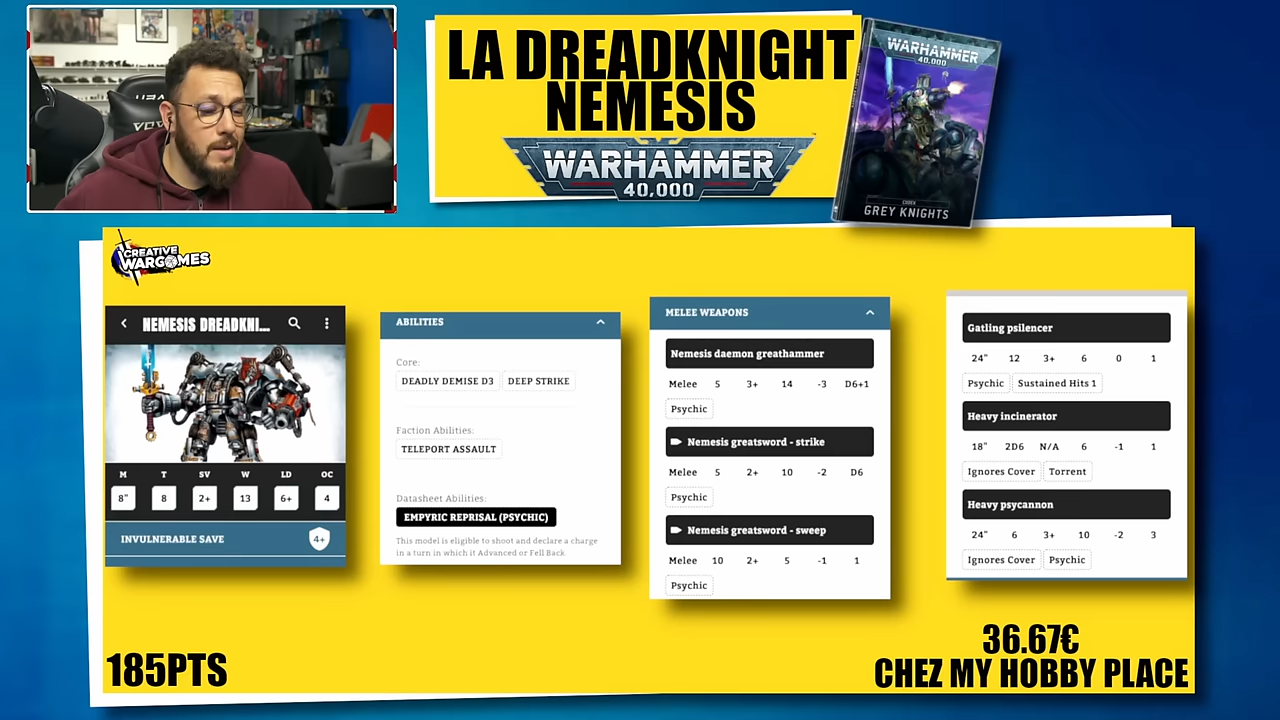 LA DREADKNIGHT
NEMESIS
WARHAMMER
40,000
WARHAMMER
40,000
CODEX
GREY KNIGHTS
CREATIVE
WARGAMES
NEMESIS DREADKNI...
M T SV W LD OC
8" 8 2+ 13 6+ 4
INVULNERABLE SAVE 4+
ABILITIES
Core:
DEADLY DEMISE D3 DEEP STRIKE
Faction Abilities:
TELEPORT ASSAULT
Datasheet Abilities:
EMPYRIC REPRISAL (PSYCHIC)
This model is eligible to shoot and declare a charge
in a turn in which it Advanced or Fell Back.
MELEE WEAPONS
Nemesis daemon greathammer
Melee 5 3+ 14 -3 D6+1
Psychic
Nemesis greatsword - strike
Melee 5 2+ 10 -2 D6
Psychic
Nemesis greatsword - sweep
Melee 10 2+ 5 -1 1
Psychic
Gatling psilencer
24" 12 3+ 6 0 1
Psychic Sustained Hits 1
Heavy incinerator
18" 2D6 N/A 6 -1 1
Ignores Cover Torrent
Heavy psycannon
24" 6 3+ 10 -2 3
Ignores Cover Psychic
185PTS
36.67€
CHEZ MY HOBBY PLACE